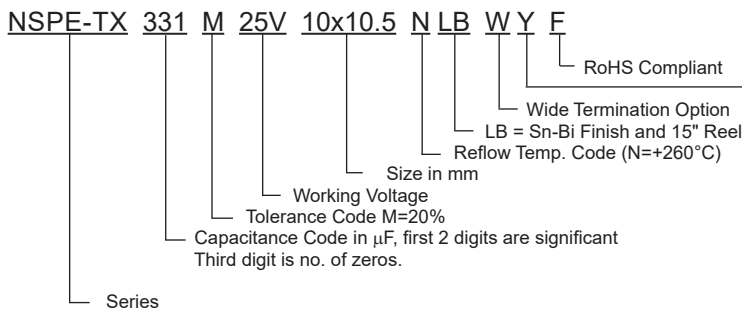 NSPE-TX 331 M 25V 10x10.5 N LB W Y F
RoHS Compliant
Wide Termination Option
LB = Sn-Bi Finish and 15" Reel
Reflow Temp. Code (N=+260°C)
Size in mm
Working Voltage
Tolerance Code M=20%
Capacitance Code in μF, first 2 digits are significant
Third digit is no. of zeros.
Series